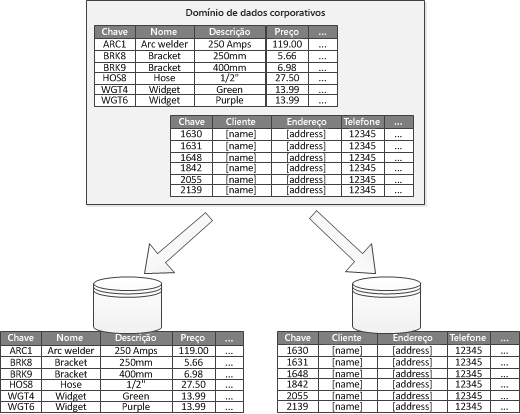 Domínio de dados corporativos
Chave Nome Descrição Preço ...
ARC1 Arc welder 250 Amps 119.00 ...
BRK8 Bracket 250mm 5.66 ...
BRK9 Bracket 400mm 6.98 ...
HOS8 Hose 1/2" 27.50 ...
WGT4 Widget Green 13.99 ...
WGT6 Widget Purple 13.99 ...
Chave Cliente Endereço Telefone ...
1630 [name] [address] 12345 ...
1631 [name] [address] 12345 ...
1648 [name] [address] 12345 ...
1842 [name] [address] 12345 ...
2055 [name] [address] 12345 ...
2139 [name] [address] 12345 ...
Chave Nome Descrição Preço ...
ARC1 Arc welder 250 Amps 119.00 ...
BRK8 Bracket 250mm 5.66 ...
BRK9 Bracket 400mm 6.98 ...
HOS8 Hose 1/2" 27.50 ...
WGT4 Widget Green 13.99 ...
WGT6 Widget Purple 13.99 ...
Chave Cliente Endereço Telefone ...
1630 [name] [address] 12345 ...
1631 [name] [address] 12345 ...
1648 [name] [address] 12345 ...
1842 [name] [address] 12345 ...
2055 [name] [address] 12345 ...
2139 [name] [address] 12345 ...